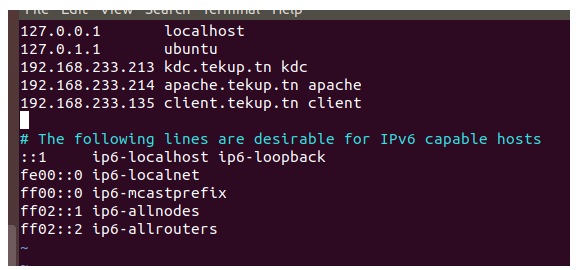 File Edit View Search Terminal Help
127.0.0.1 localhost
127.0.1.1 ubuntu
192.168.233.213 kdc.tekup.tn kdc
192.168.233.214 apache.tekup.tn apache
192.168.233.135 client.tekup.tn client
# The following lines are desirable for IPv6 capable hosts
::1 ip6-localhost ip6-loopback
fe00::0 ip6-localnet
ff00::0 ip6-mcastprefix
ff02::1 ip6-allnodes
ff02::2 ip6-allrouters
~
~